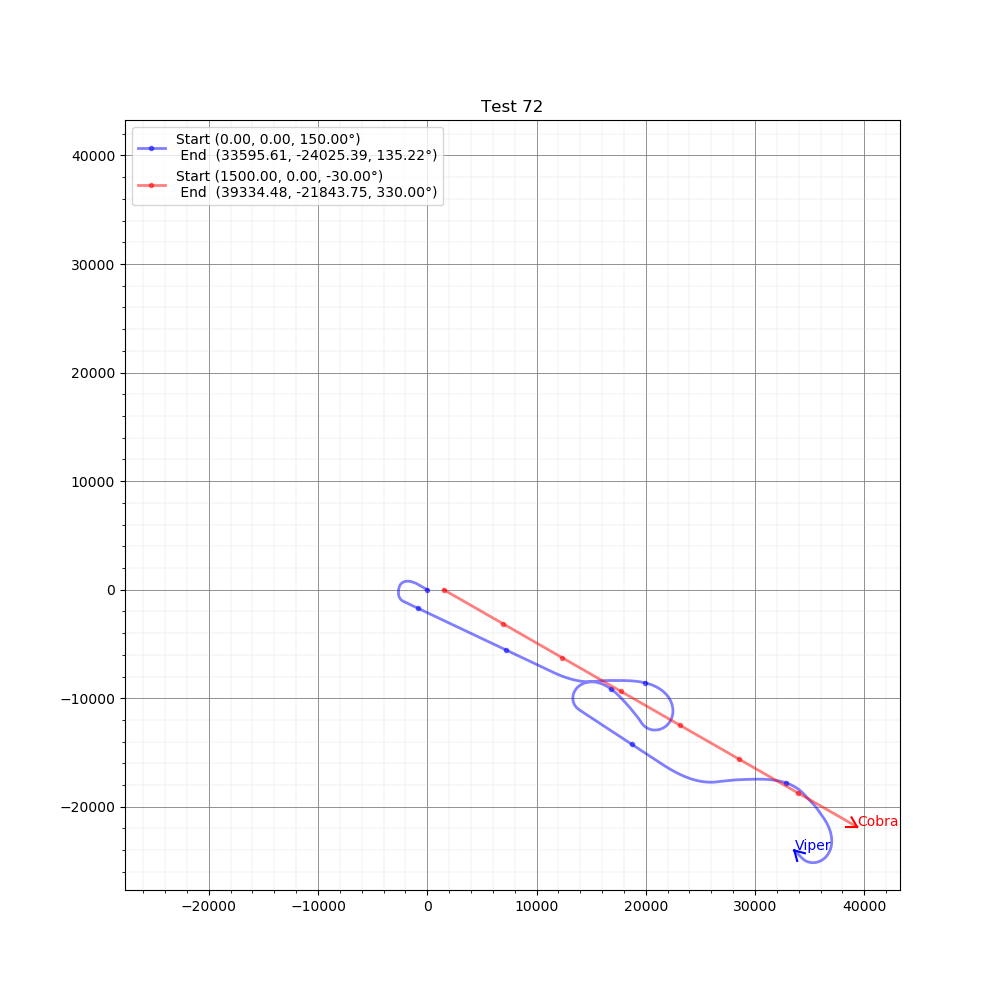 Test 72
Start (0.00, 0.00, 150.00°)
End (33595.61, -24025.39, 135.22°)
Start (1500.00, 0.00, -30.00°)
End (39334.48, -21843.75, 330.00°)
40000
30000
20000
10000
0
−10000
−20000
Cobra
Viper
−20000 −10000 0 10000 20000 30000 40000